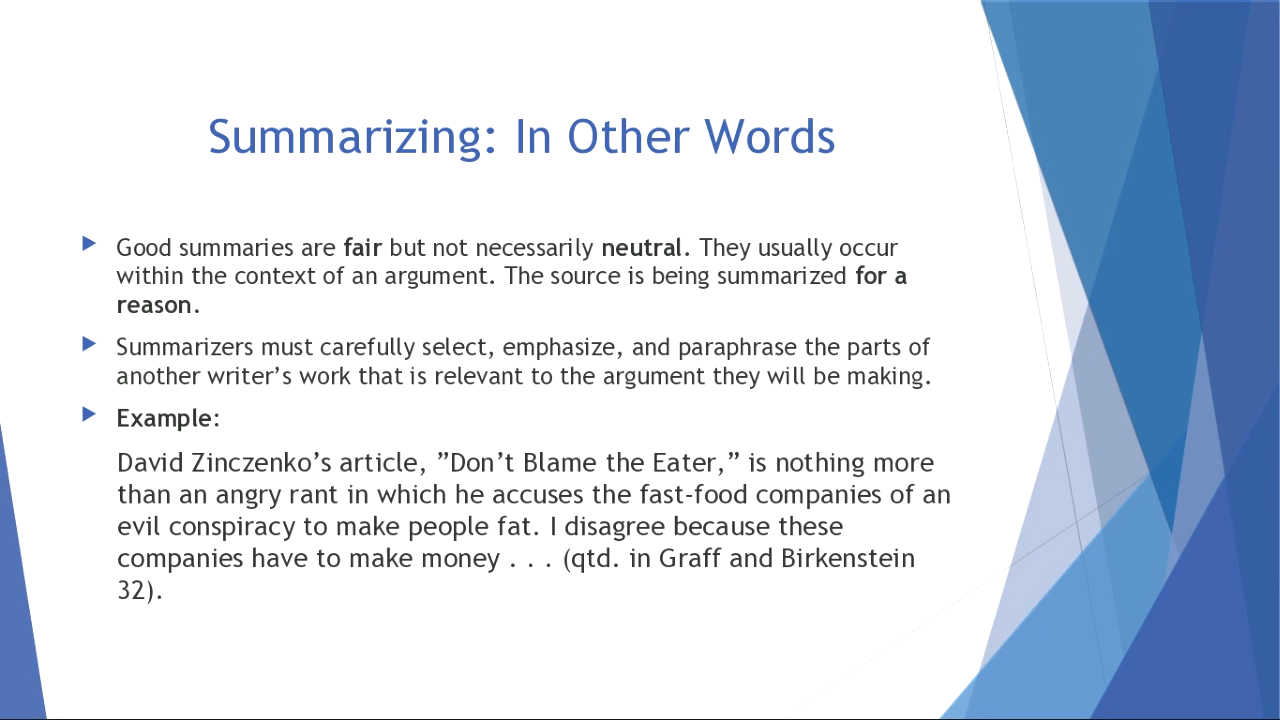 Summarizing: In Other Words
Good summaries are fair but not necessarily neutral. They usually occur
within the context of an argument. The source is being summarized for a
reason.
Summarizers must carefully select, emphasize, and paraphrase the parts of
another writer’s work that is relevant to the argument they will be making.
Example:
David Zinczenko’s article, ”Don’t Blame the Eater,” is nothing more
than an angry rant in which he accuses the fast-food companies of an
evil conspiracy to make people fat. I disagree because these
companies have to make money . . . (qtd. in Graff and Birkenstein
32).